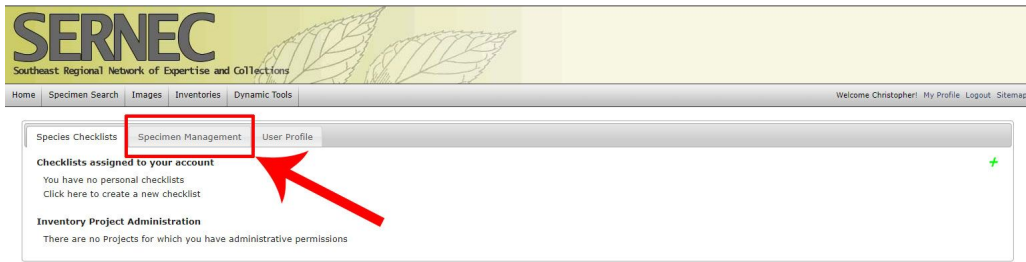 SERNEC
Southeast Regional Network of Expertise and Collections
Home Specimen Search Images Inventories Dynamic Tools Welcome Christopher! My Profile Logout Sitemap
Species Checklists Specimen Management User Profile
Checklists assigned to your account
You have no personal checklists
Click here to create a new checklist
Inventory Project Administration
There are no Projects for which you have administrative permissions